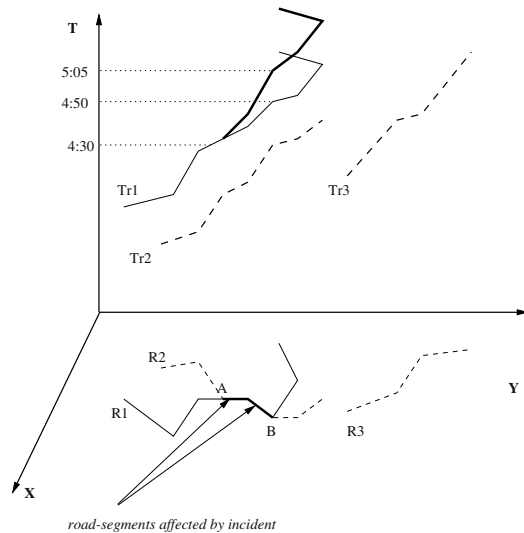 T
5:05
4:50
4:30
Tr1
Tr3
Tr2
R2
A
Y
R1
B
R3
X
road-segments affected by incident